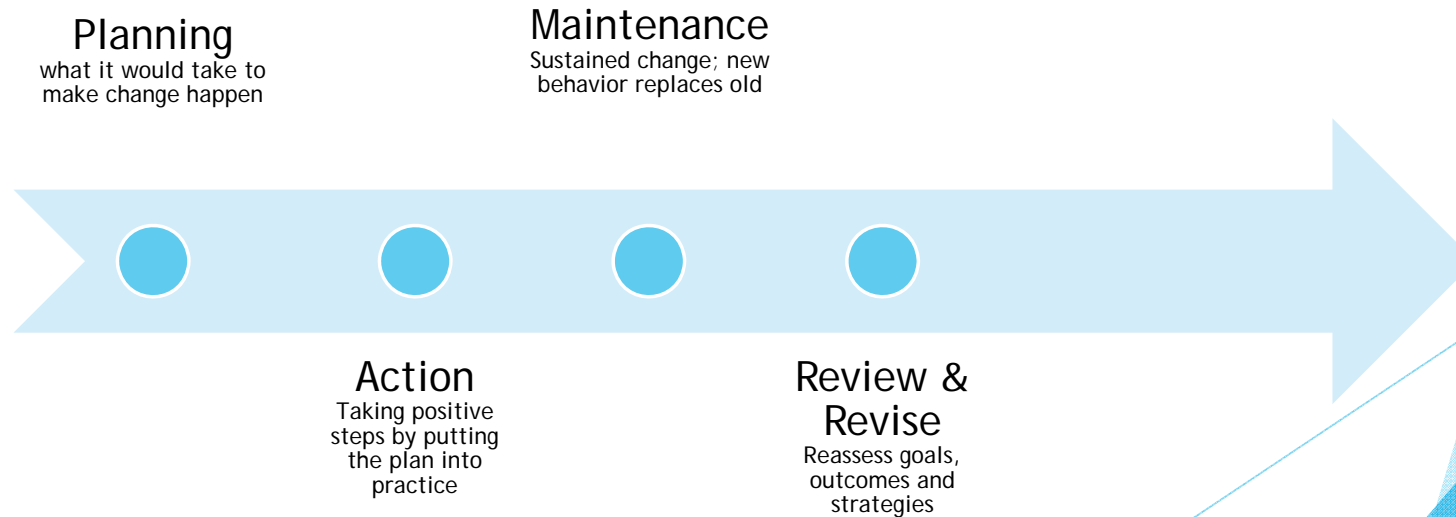 Planning
what it would take to
make change happen
Action
Taking positive
steps by putting
the plan into
practice
Maintenance
Sustained change; new
behavior replaces old
Review &
Revise
Reassess goals,
outcomes and
strategies